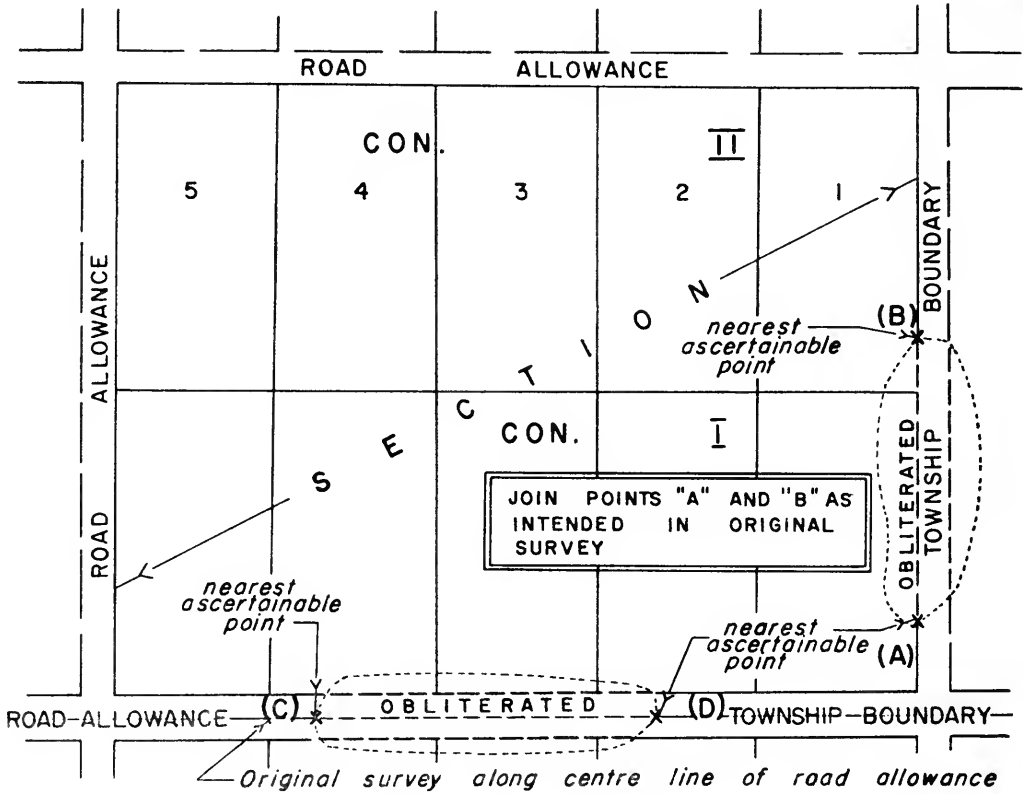 ROAD ALLOWANCE
CON. II
5 4 3 2 1
BOUNDARY
ROAD ALLOWANCE
SECTION
(B)
nearest
ascertainable
point
CON. I
OBLITERATED
TOWNSHIP
JOIN POINTS "A" AND "B" AS
INTENDED IN ORIGINAL
SURVEY
nearest
ascertainable
point
nearest
ascertainable
point
(A)
ROAD-ALLOWANCE (C) OBLITERATED (D) TOWNSHIP-BOUNDARY
Original survey along centre line of road allowance